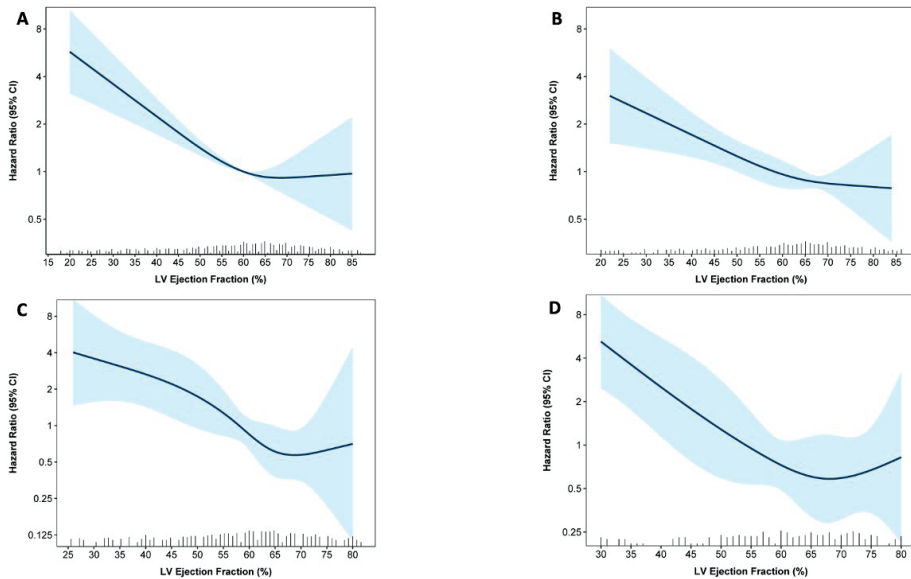 A
Hazard Ratio (95% CI)
8
4
2
1
0.5
15 20 25 30 35 40 45 50 55 60 65 70 75 80 85
LV Ejection Fraction (%)
B
Hazard Ratio (95% CI)
8
4
2
1
0.5
20 25 30 35 40 45 50 55 60 65 70 75 80 85
LV Ejection Fraction (%)
C
Hazard Ratio (95% CI)
8
4
2
1
0.5
0.25
0.125
25 30 35 40 45 50 55 60 65 70 75 80
LV Ejection Fraction (%)
D
Hazard Ratio (95% CI)
8
4
2
1
0.5
0.25
30 40 45 50 55 60 65 70 75 80
LV Ejection Fraction (%)